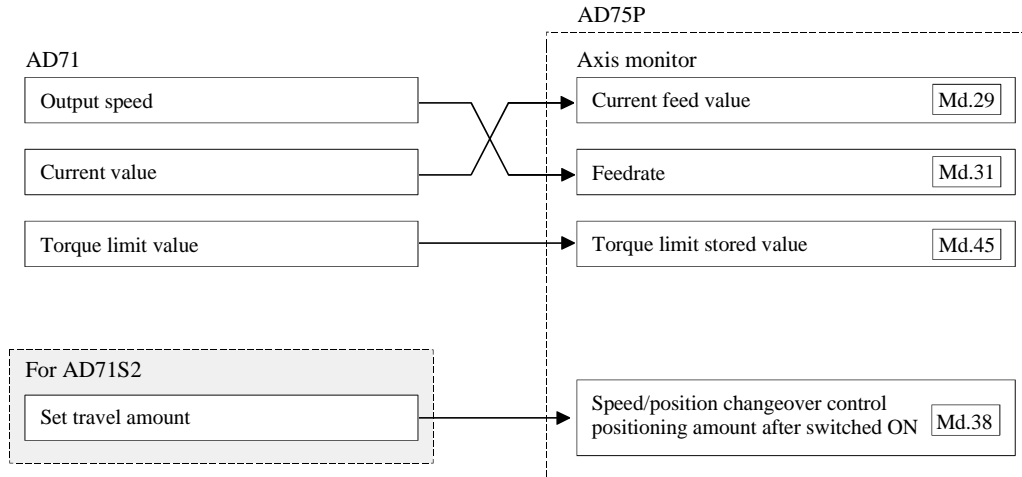 AD75P
AD71
Axis monitor
Output speed
Current feed value
Md.29
Current value
Feedrate
Md.31
Torque limit value
Torque limit stored value
Md.45
For AD71S2
Set travel amount
Speed/position changeover control
positioning amount after switched ON
Md.38